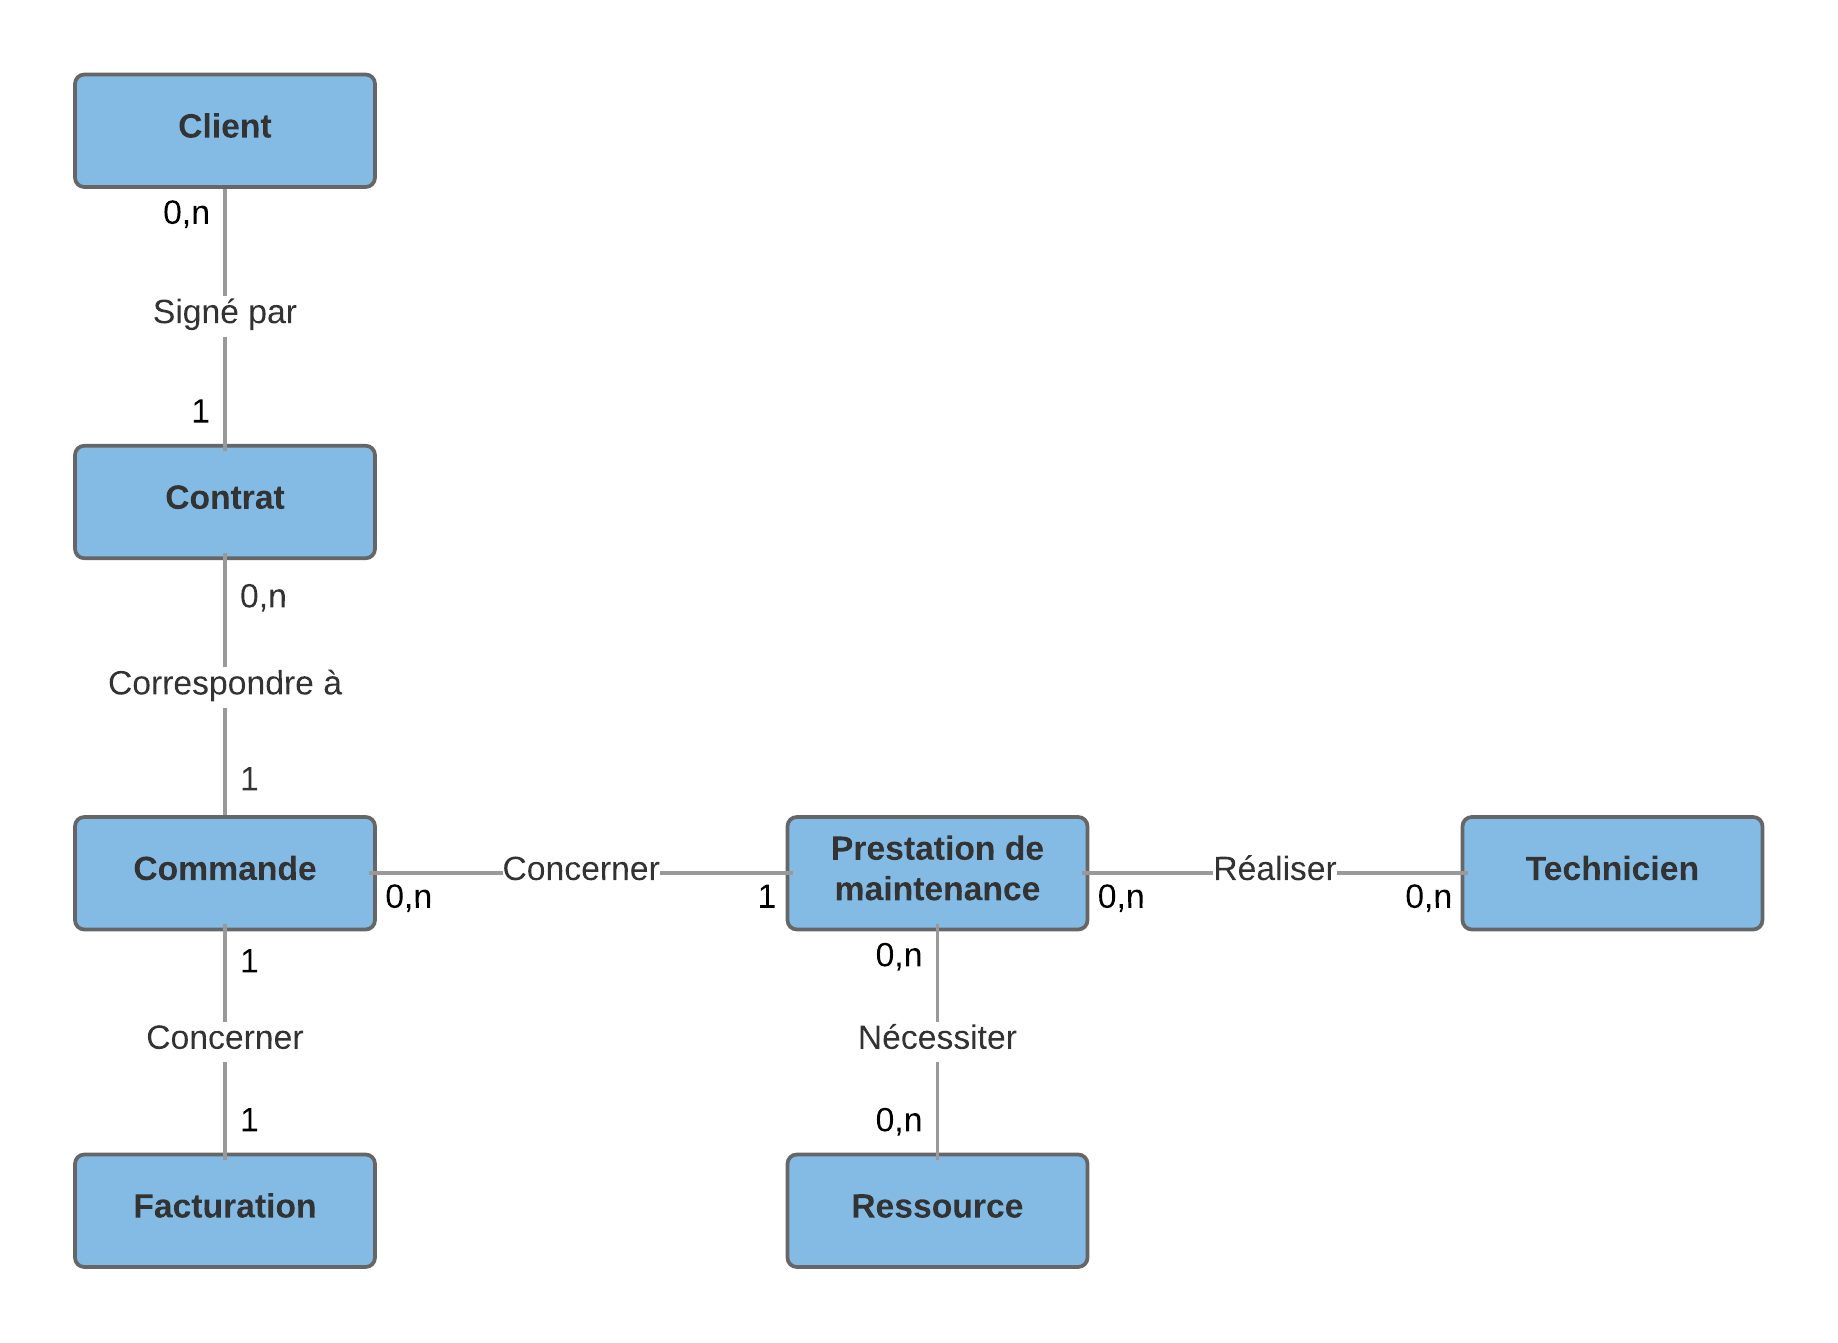 Client
0,n
Signé par
1
Contrat
0,n
Correspondre à
1
Commande
0,n
Concerner
1
Prestation de
maintenance
0,n
Réaliser
0,n
Technicien
1
Concerner
1
Facturation
0,n
Nécessiter
0,n
Ressource